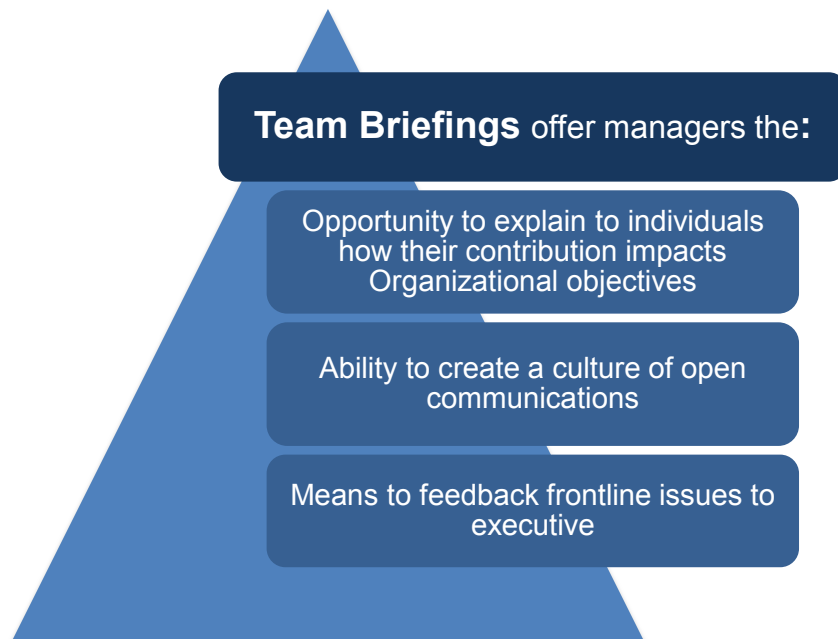 Team Briefings offer managers the:
Opportunity to explain to individuals
how their contribution impacts
Organizational objectives
Ability to create a culture of open
communications
Means to feedback frontline issues to
executive